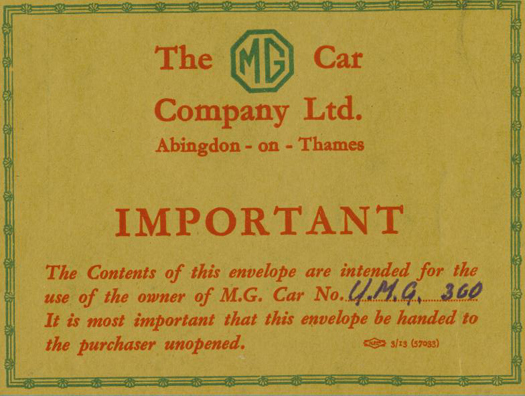 The MG Car
Company Ltd.
Abingdon - on - Thames
IMPORTANT
The Contents of this envelope are intended for the
use of the owner of M.G. Car No. Y.M.G. 360
It is most important that this envelope be handed to
the purchaser unopened.
5/23 (57033)